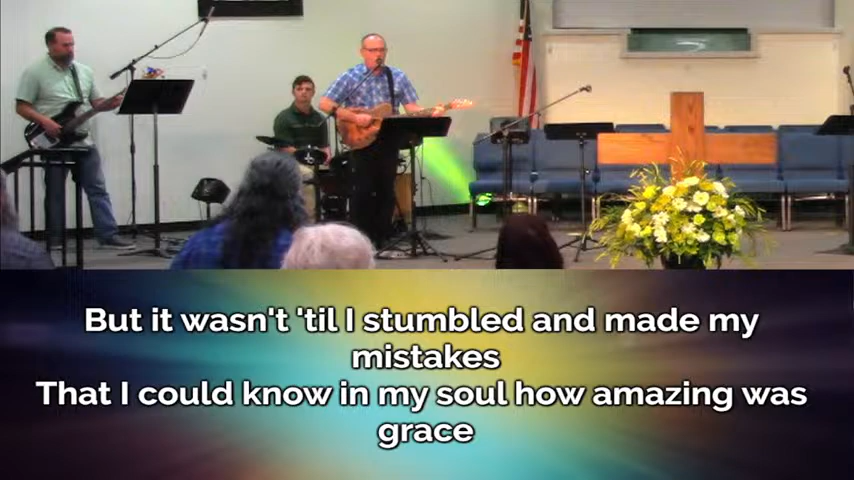 But it wasn't 'til I stumbled and made my
mistakes
That I could know in my soul how amazing was
grace